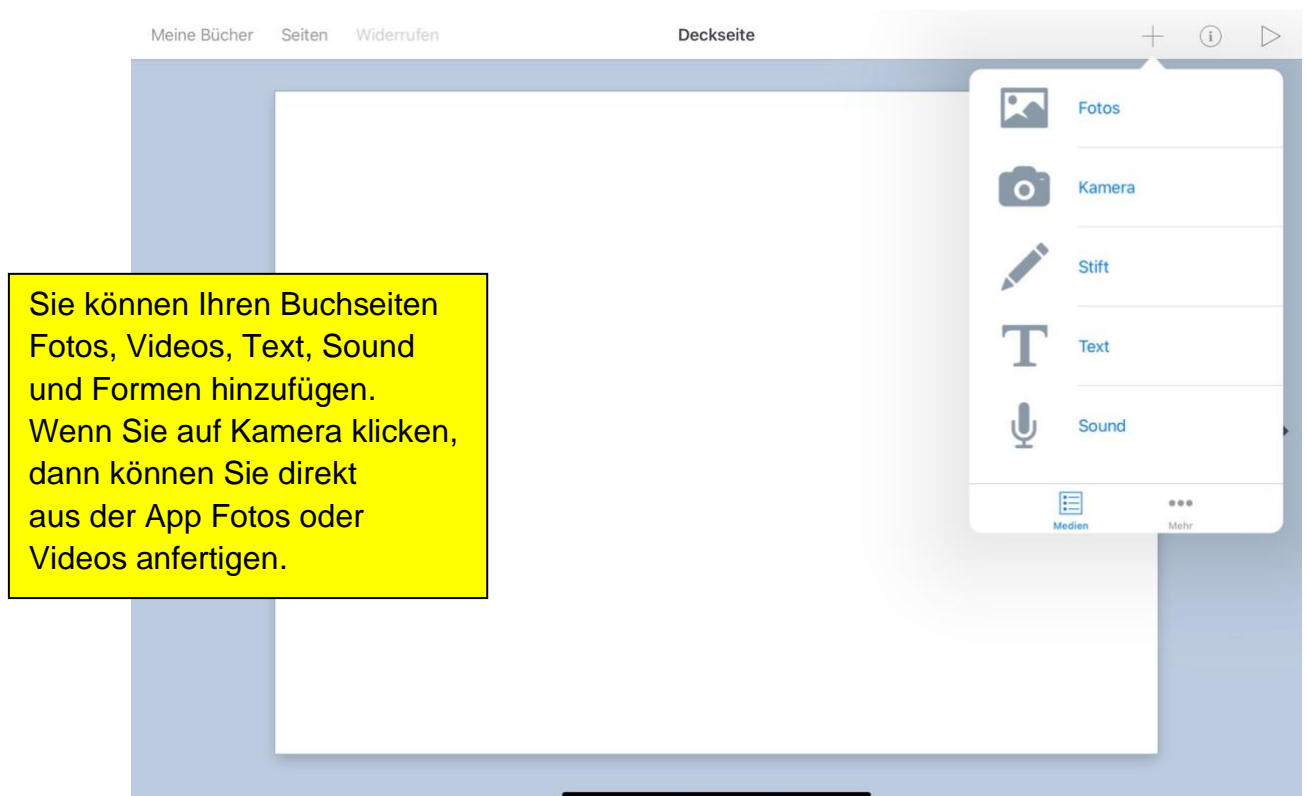 Meine Bücher Seiten Widerrufen Deckseite
Fotos
Kamera
Stift
Text
Sound
Medien Mehr
Sie können Ihren Buchseiten
Fotos, Videos, Text, Sound
und Formen hinzufügen.
Wenn Sie auf Kamera klicken,
dann können Sie direkt
aus der App Fotos oder
Videos anfertigen.